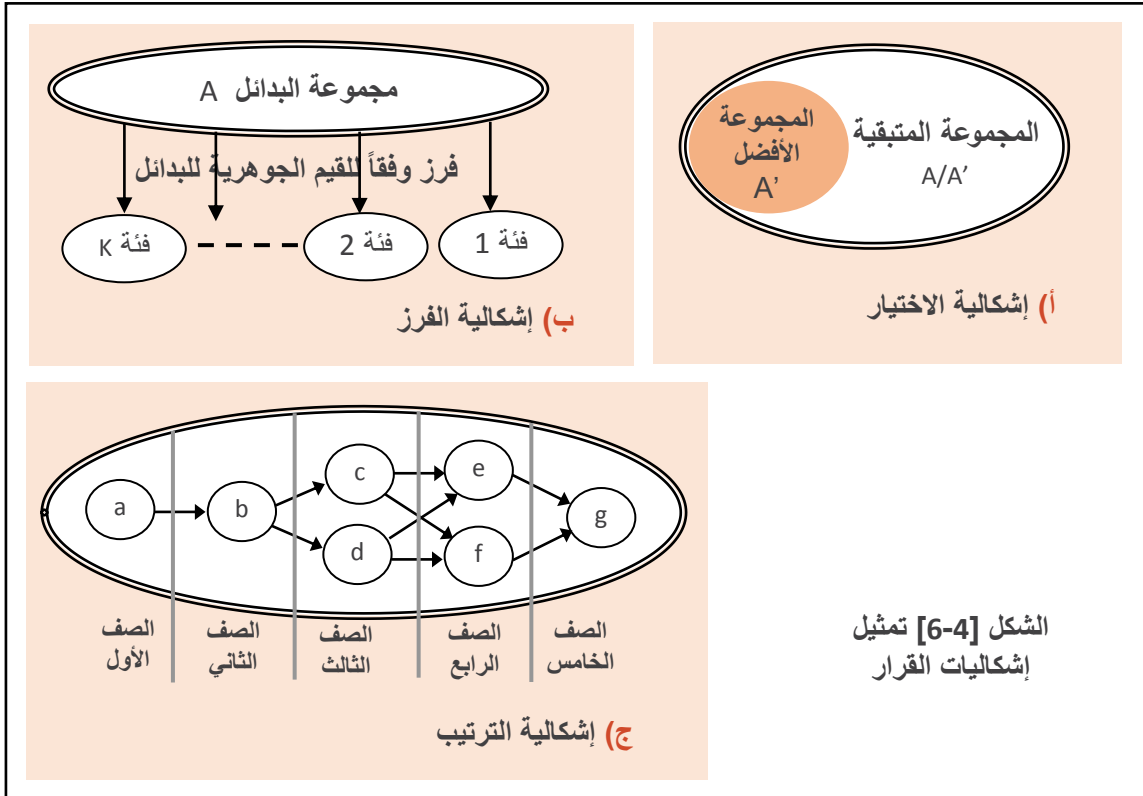 المجموعة
الأفضل
A’
المجموعة المتبقية
A/A’
أ) إشكالية الاختيار
مجموعة البدائل A
فرز وفقاً للقيم الجوهرية للبدائل
فئة 1
فئة 2
فئة K
ب) إشكالية الفرز
a
b
c
d
e
f
g
الصف
الأول
الصف
الثاني
الصف
الثالث
الصف
الرابع
الصف
الخامس
ج) إشكالية الترتيب
الشكل [4-6] تمثيل
إشكاليات القرار